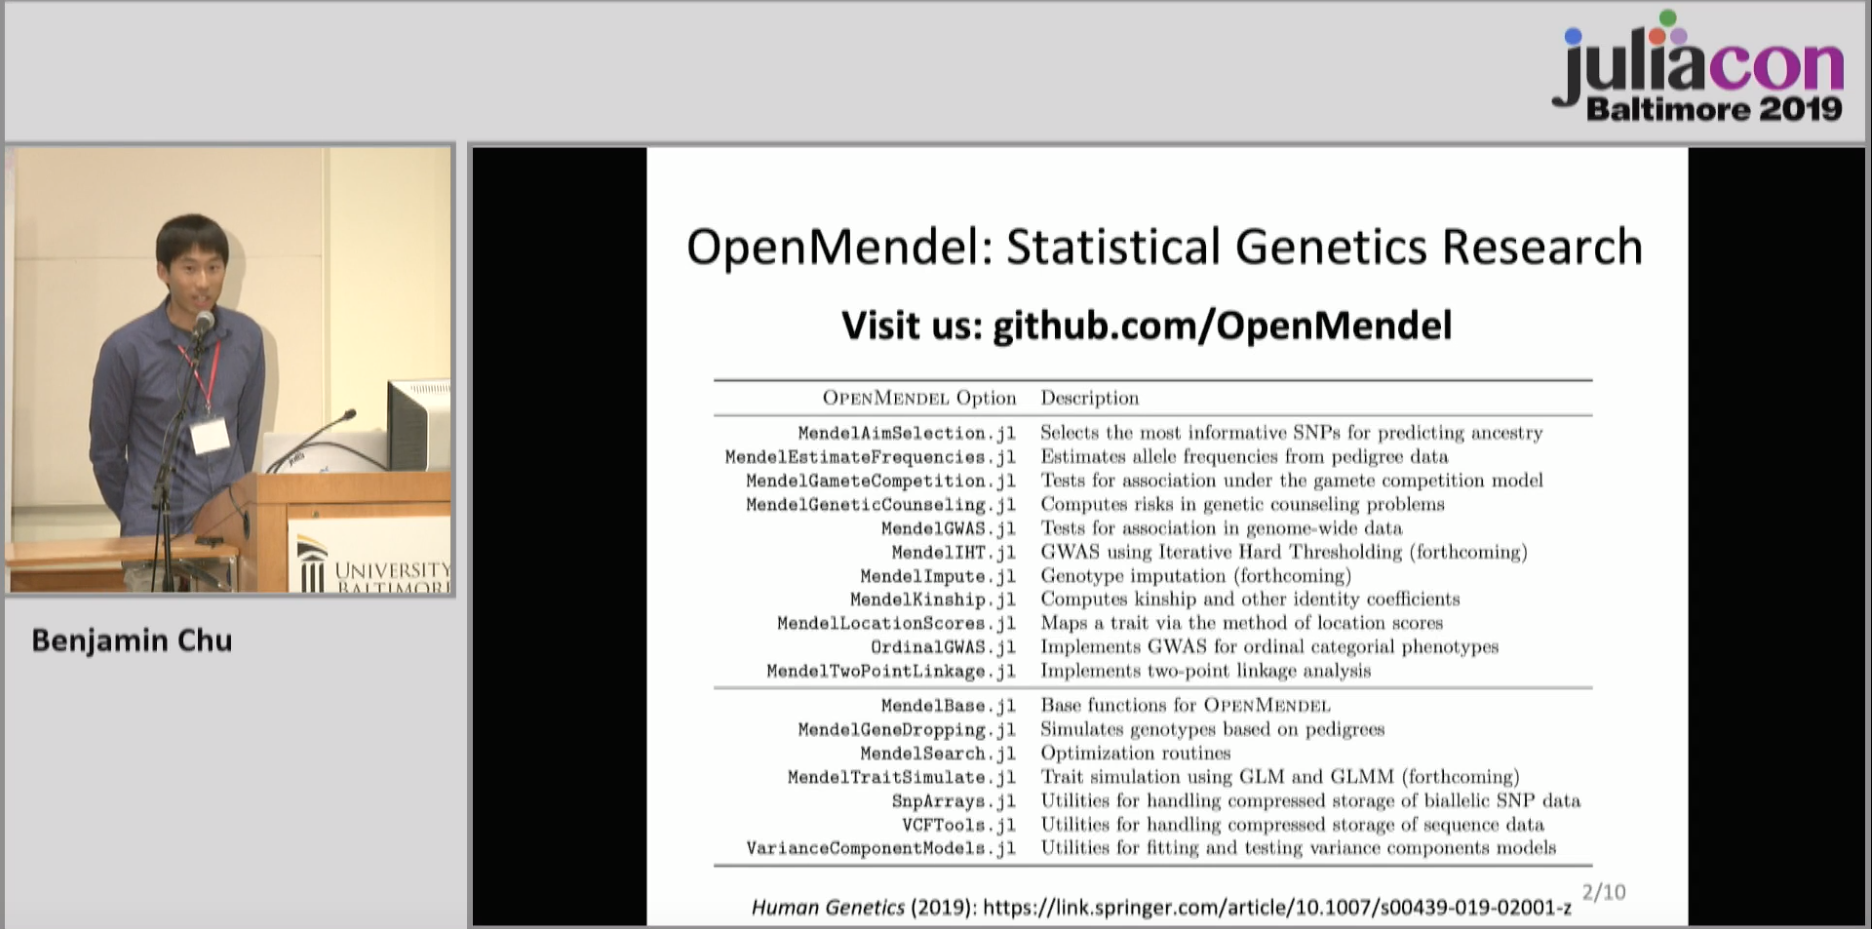 juliacon
Baltimore 2019
OpenMendel: Statistical Genetics Research
Visit us: github.com/OpenMendel
OPENMENDEL Option Description
MendelAimSelection.jl Selects the most informative SNPs for predicting ancestry
MendelEstimateFrequencies.jl Estimates allele frequencies from pedigree data
MendelGameteCompetition.jl Tests for association under the gamete competition model
MendelGeneticCounseling.jl Computes risks in genetic counseling problems
MendelGWAS.jl Tests for association in genome-wide data
MendelIHT.jl GWAS using Iterative Hard Thresholding (forthcoming)
MendelImpute.jl Genotype imputation (forthcoming)
MendelKinship.jl Computes kinship and other identity coefficients
MendelLocationScores.jl Maps a trait via the method of location scores
OrdinalGWAS.jl Implements GWAS for ordinal categorial phenotypes
MendelTwoPointLinkage.jl Implements two-point linkage analysis
MendelBase.jl Base functions for OPENMENDEL
MendelGeneDropping.jl Simulates genotypes based on pedigrees
MendelSearch.jl Optimization routines
MendelTraitSimulate.jl Trait simulation using GLM and GLMM (forthcoming)
SnpArrays.jl Utilities for handling compressed storage of biallelic SNP data
VCFTools.jl Utilities for handling compressed storage of sequence data
VarianceComponentModels.jl Utilities for fitting and testing variance components models
2/10
Human Genetics (2019): https://link.springer.com/article/10.1007/s00439-019-02001-z
UNIVERSITY
BALTIMORE
Benjamin Chu